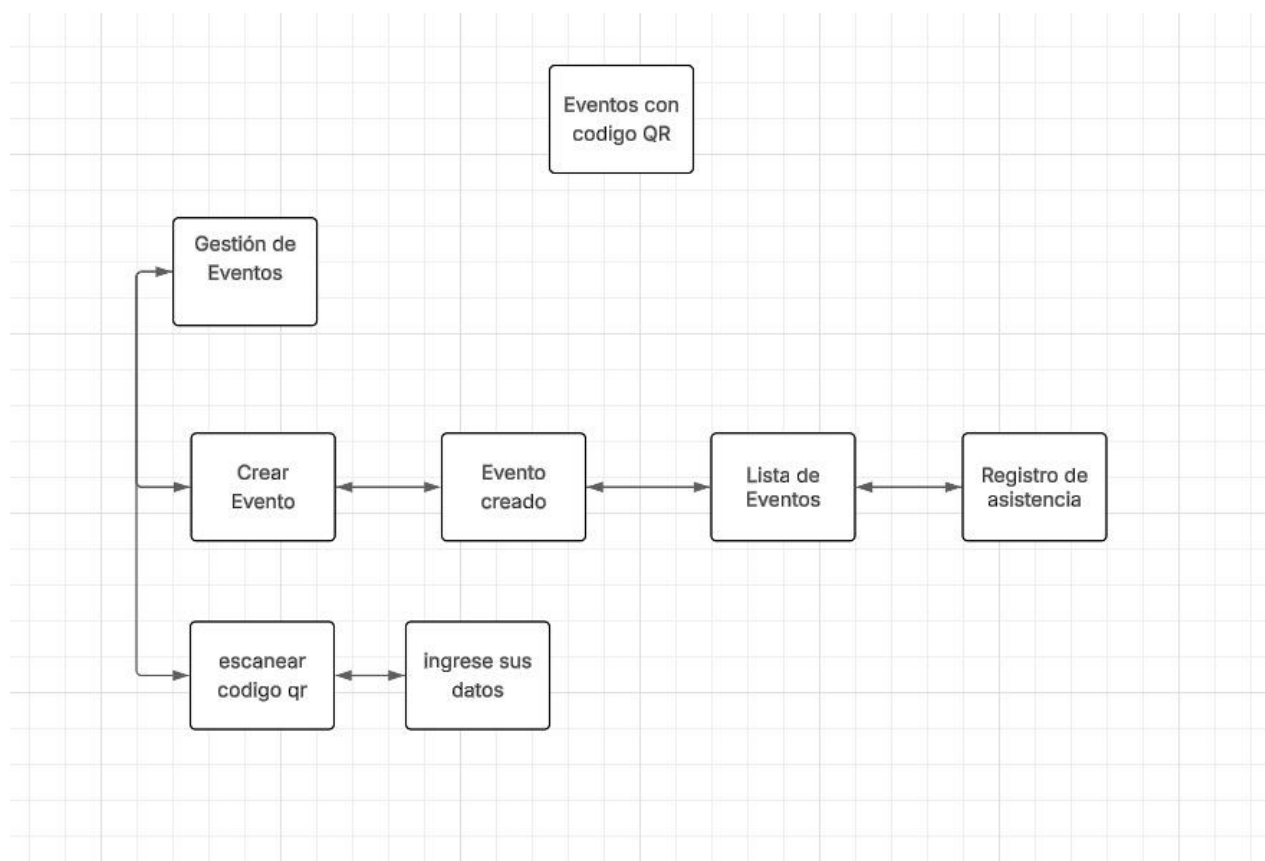 Eventos con
codigo QR
Gestión de
Eventos
Crear
Evento
Evento
creado
Lista de
Eventos
Registro de
asistencia
escanear
codigo qr
ingrese sus
datos